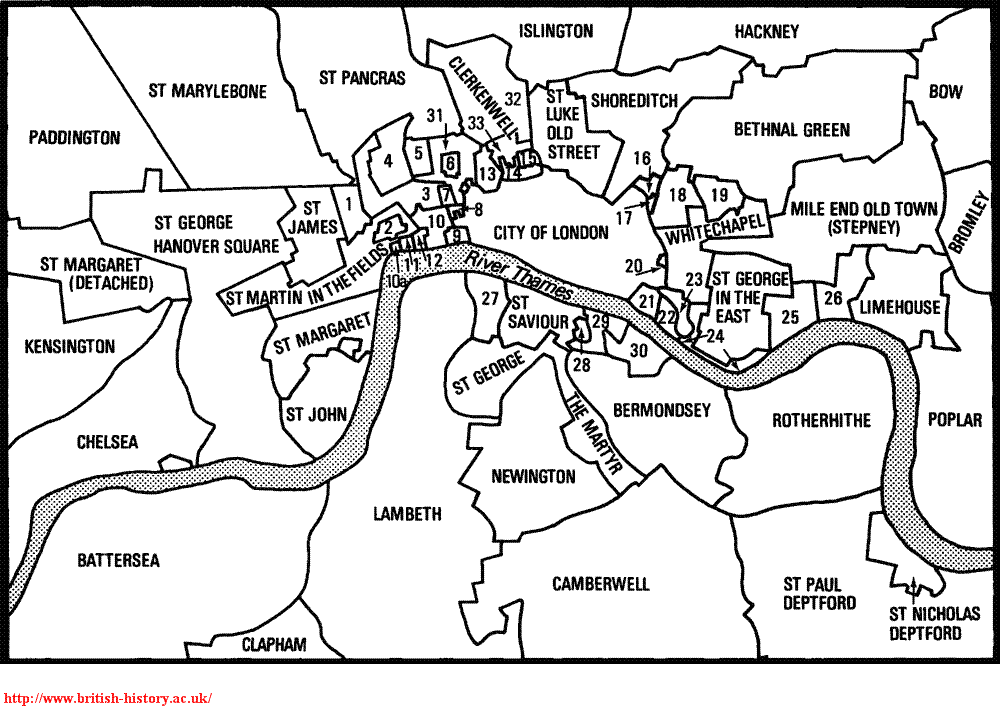 ISLINGTON
HACKNEY
ST PANCRAS
CLERKENWELL
ST MARYLEBONE
BOW
32
ST
LUKE
OLD
STREET
SHOREDITCH
31
33
PADDINGTON
BETHNAL GREEN
4
5
6
13
14
15
16
1
3
7
8
17
18
19
ST GEORGE
HANOVER SQUARE
ST
JAMES
2
10
9
CITY OF LONDON
WHITECHAPEL
MILE END OLD TOWN
(STEPNEY)
BROMLEY
ST MARGARET
(DETACHED)
ST MARTIN IN THE FIELDS
10a
11
12
River Thames
20
21
22
23
ST GEORGE
IN THE
EAST
24
25
26
LIMEHOUSE
27
ST
SAVIOUR
28
29
30
KENSINGTON
ST MARGARET
ST GEORGE
THE MARTYR
ST JOHN
BERMONDSEY
ROTHERHITHE
POPLAR
CHELSEA
NEWINGTON
LAMBETH
BATTERSEA
CAMBERWELL
ST PAUL
DEPTFORD
ST NICHOLAS
DEPTFORD
CLAPHAM
http://www.british-history.ac.uk/